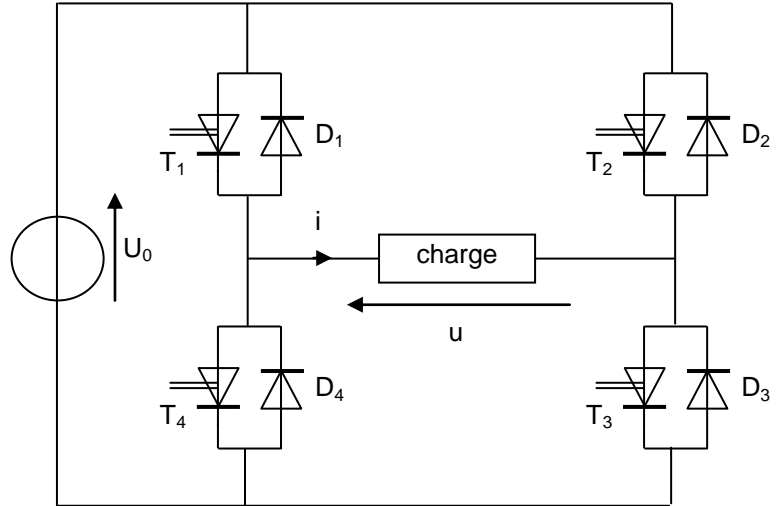 D₁
D₂
T₁
T₂
i
U₀
charge
u
D₄
D₃
T₄
T₃